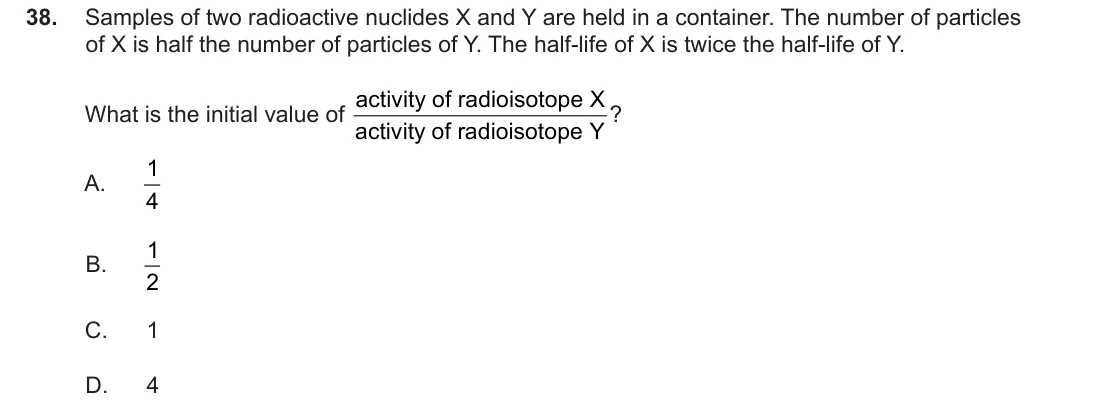 38. Samples of two radioactive nuclides X and Y are held in a container. The number of particles
of X is half the number of particles of Y. The half-life of X is twice the half-life of Y.
What is the initial value of activity of radioisotope X / activity of radioisotope Y ?
A. 1/4
B. 1/2
C. 1
D. 4